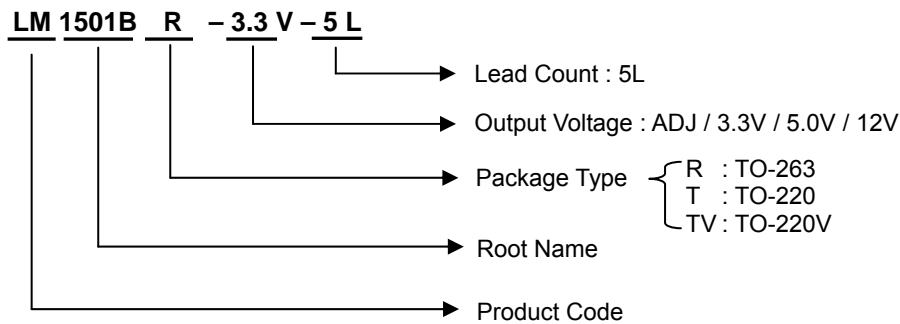 LM 1501B R – 3.3 V – 5 L
Lead Count : 5L
Output Voltage : ADJ / 3.3V / 5.0V / 12V
Package Type
R : TO-263
T : TO-220
TV : TO-220V
Root Name
Product Code